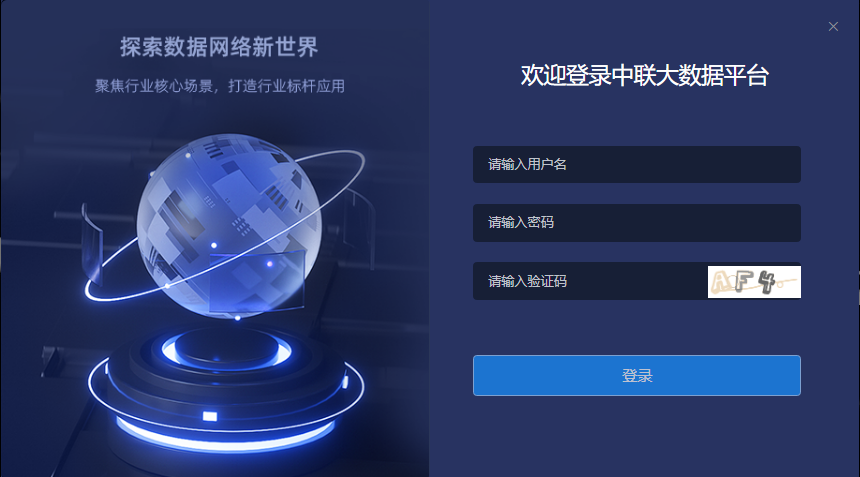 探索数据网络新世界
聚焦行业核心场景，打造行业标杆应用
欢迎登录中联大数据平台
请输入用户名
请输入密码
请输入验证码
AF4
登录